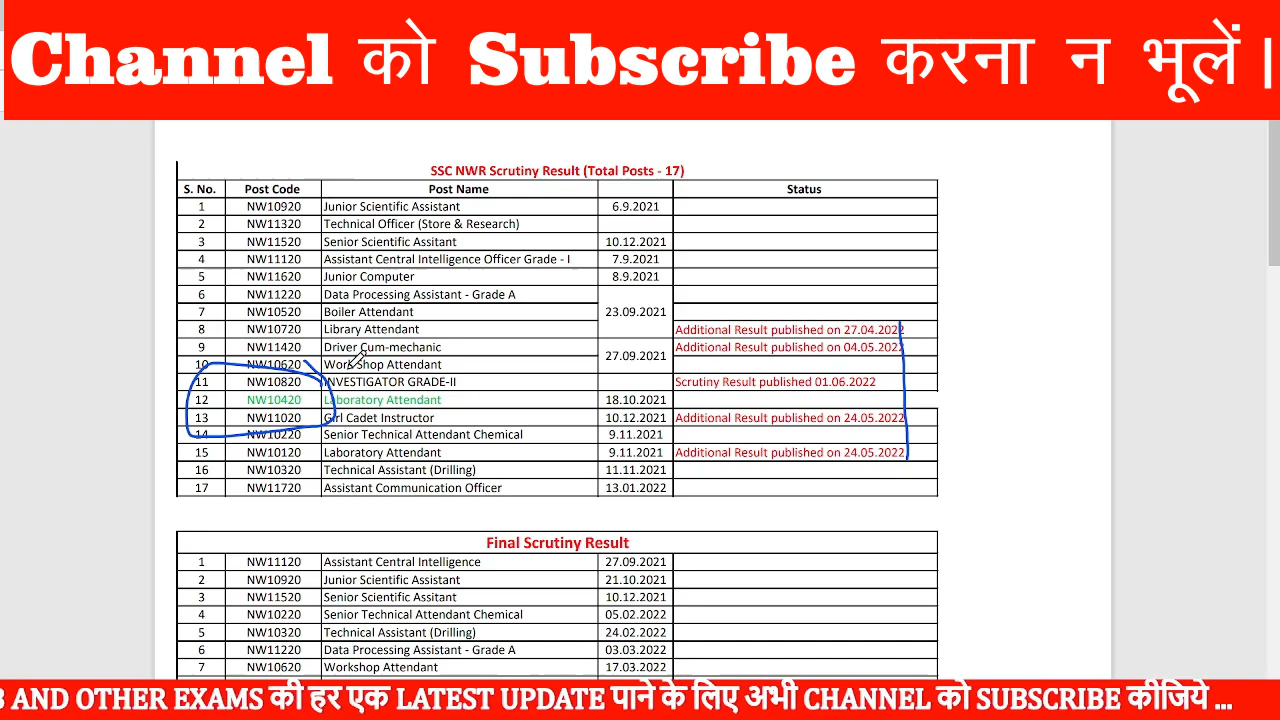 Channel को Subscribe करना न भूलें।
SSC NWR Scrutiny Result (Total Posts - 17)
S. No. Post Code Post Name Status
1 NW10920 Junior Scientific Assistant 6.9.2021
2 NW11320 Technical Officer (Store & Research)
3 NW11520 Senior Scientific Assitant 10.12.2021
4 NW11120 Assistant Central Intelligence Officer Grade - I 7.9.2021
5 NW11620 Junior Computer 8.9.2021
6 NW11220 Data Processing Assistant - Grade A
7 NW10520 Boiler Attendant 23.09.2021
8 NW10720 Library Attendant Additional Result published on 27.04.2022
9 NW11420 Driver Cum-mechanic Additional Result published on 04.05.2022
27.09.2021
10 NW10620 Workshop Attendant
11 NW10820 INVESTIGATOR GRADE-II Scrutiny Result published 01.06.2022
12 NW10420 Laboratory Attendant 18.10.2021
13 NW11020 Girl Cadet Instructor 10.12.2021 Additional Result published on 24.05.2022
14 NW10220 Senior Technical Attendant Chemical 9.11.2021
15 NW10120 Laboratory Attendant 9.11.2021 Additional Result published on 24.05.2022
16 NW10320 Technical Assistant (Drilling) 11.11.2021
17 NW11720 Assistant Communication Officer 13.01.2022
Final Scrutiny Result
1 NW11120 Assistant Central Intelligence 27.09.2021
2 NW10920 Junior Scientific Assistant 21.10.2021
3 NW11520 Senior Scientific Assitant 10.12.2021
4 NW10220 Senior Technical Attendant Chemical 05.02.2022
5 NW10320 Technical Assistant (Drilling) 24.02.2022
6 NW11220 Data Processing Assistant - Grade A 03.03.2022
7 NW10620 Workshop Attendant 17.03.2022
AND OTHER EXAMS की हर एक LATEST UPDATE पाने के लिए अभी CHANNEL को SUBSCRIBE कीजिये ...